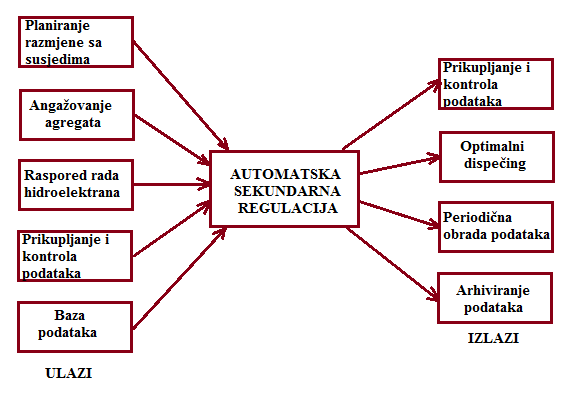 Planiranje
razmjene sa
susjedima
Angažovanje
agregata
Raspored rada
hidroelektrana
Prikupljanje i
kontrola
podataka
Baza
podataka
ULAZI
AUTOMATSKA
SEKUNDARNA
REGULACIJA
Prikupljanje i
kontrola
podataka
Optimalni
dispečing
Periodična
obrada podataka
Arhiviranje
podataka
IZLAZI